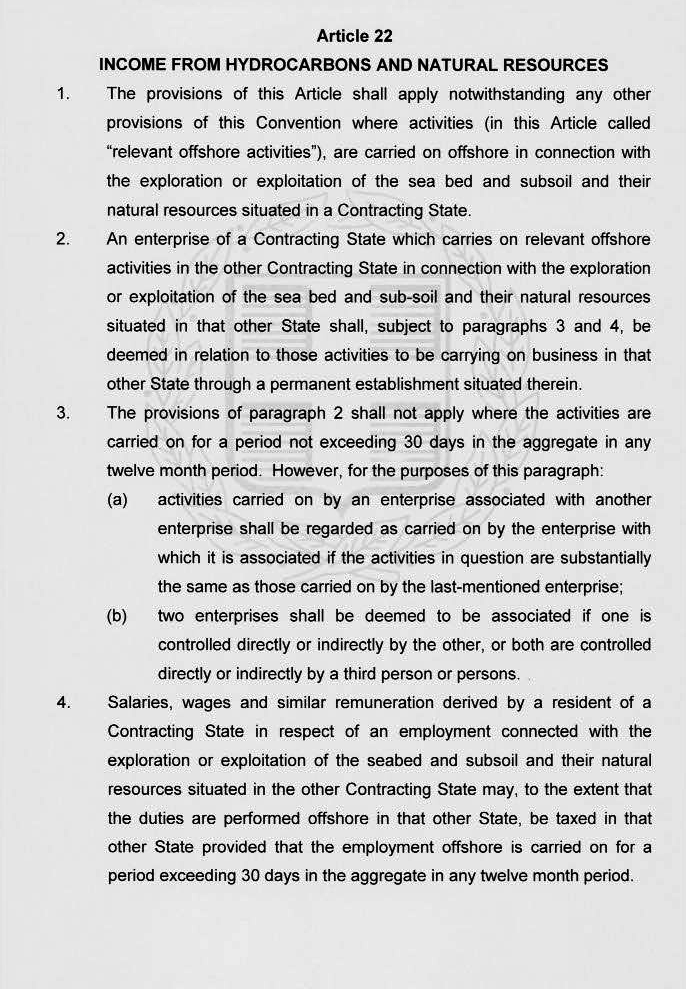 Article 22
INCOME FROM HYDROCARBONS AND NATURAL RESOURCES
1. The provisions of this Article shall apply notwithstanding any other
provisions of this Convention where activities (in this Article called
“relevant offshore activities”), are carried on offshore in connection with
the exploration or exploitation of the sea bed and subsoil and their
natural resources situated in a Contracting State.
2. An enterprise of a Contracting State which carries on relevant offshore
activities in the other Contracting State in connection with the exploration
or exploitation of the sea bed and sub-soil and their natural resources
situated in that other State shall, subject to paragraphs 3 and 4, be
deemed in relation to those activities to be carrying on business in that
other State through a permanent establishment situated therein.
3. The provisions of paragraph 2 shall not apply where the activities are
carried on for a period not exceeding 30 days in the aggregate in any
twelve month period. However, for the purposes of this paragraph:
(a) activities carried on by an enterprise associated with another
enterprise shall be regarded as carried on by the enterprise with
which it is associated if the activities in question are substantially
the same as those carried on by the last-mentioned enterprise;
(b) two enterprises shall be deemed to be associated if one is
controlled directly or indirectly by the other, or both are controlled
directly or indirectly by a third person or persons.
4. Salaries, wages and similar remuneration derived by a resident of a
Contracting State in respect of an employment connected with the
exploration or exploitation of the seabed and subsoil and their natural
resources situated in the other Contracting State may, to the extent that
the duties are performed offshore in that other State, be taxed in that
other State provided that the employment offshore is carried on for a
period exceeding 30 days in the aggregate in any twelve month period.